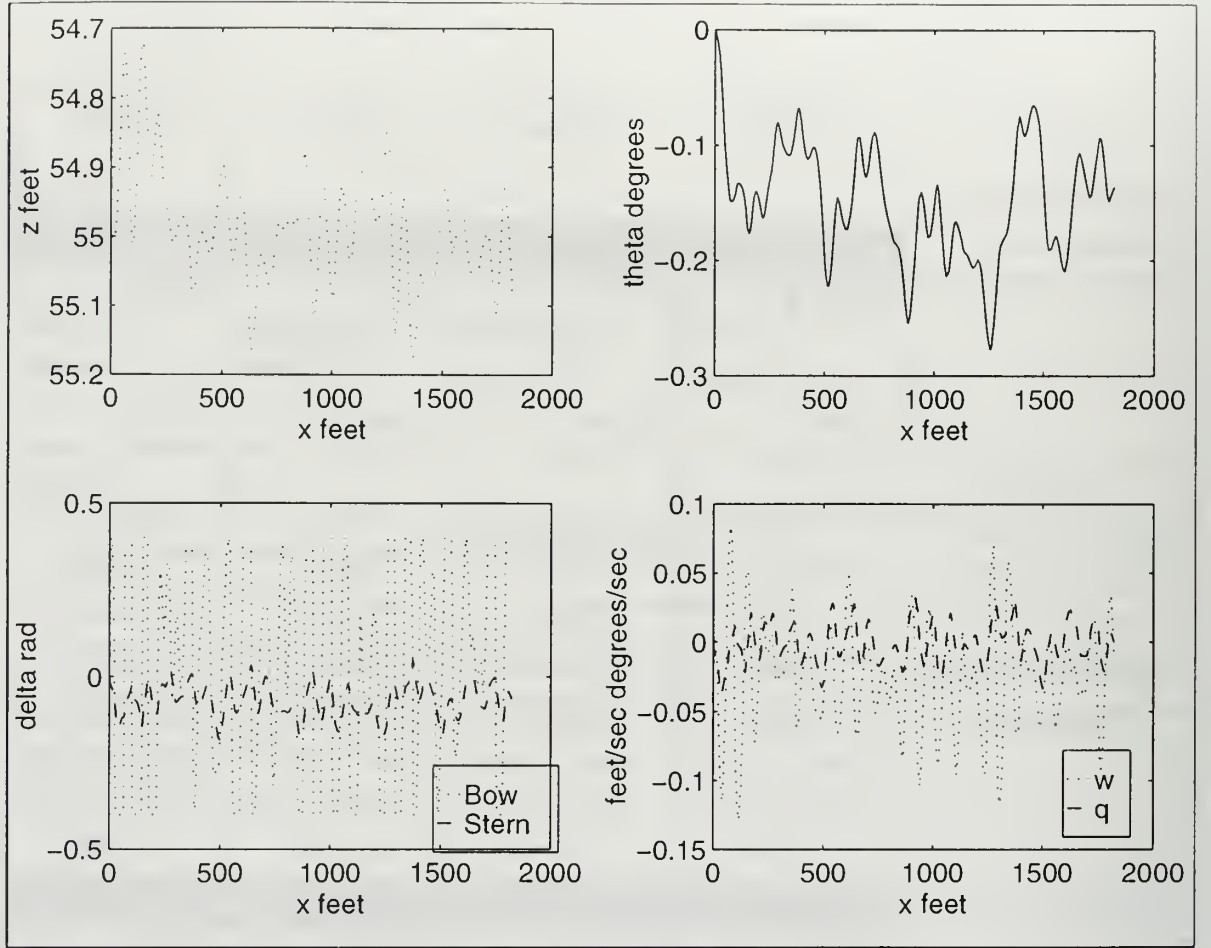 54.7
54.8
54.9
55
55.1
55.2
z feet
0 500 1000 1500 2000
x feet
0
−0.1
−0.2
−0.3
theta degrees
0 500 1000 1500 2000
x feet
0.5
0
−0.5
delta rad
0 500 1000 1500 2000
x feet
Bow
Stern
0.1
0.05
0
−0.05
−0.1
−0.15
feet/sec degrees/sec
0 500 1000 1500 2000
x feet
w
q